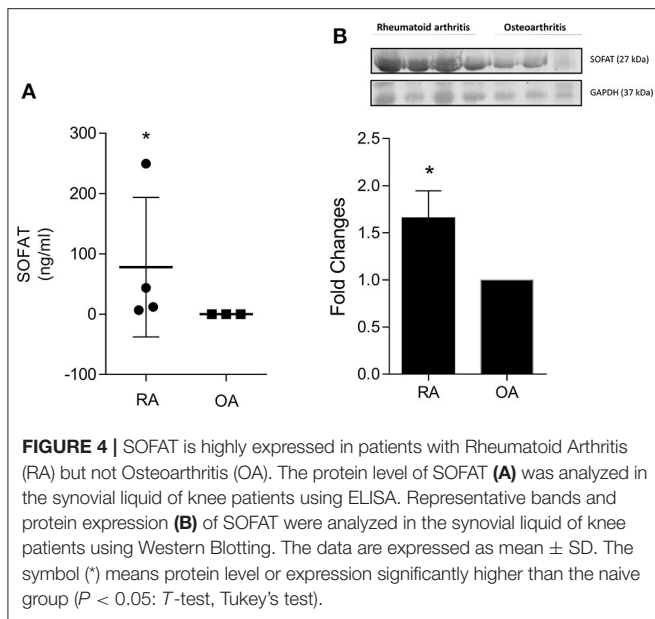 B
Rheumatoid arthritis Osteoarthritis
SOFAT (27 kDa)
GAPDH (37 kDa)
A
300
200
100
0
-100
SOFAT
(ng/ml)
*
RA OA
2.5
2.0
1.5
1.0
0.5
0.0
Fold Changes
*
RA OA
FIGURE 4 | SOFAT is highly expressed in patients with Rheumatoid Arthritis
(RA) but not Osteoarthritis (OA). The protein level of SOFAT (A) was analyzed in
the synovial liquid of knee patients using ELISA. Representative bands and
protein expression (B) of SOFAT were analyzed in the synovial liquid of knee
patients using Western Blotting. The data are expressed as mean ± SD. The
symbol (*) means protein level or expression significantly higher than the naive
group (P < 0.05: T-test, Tukey's test).